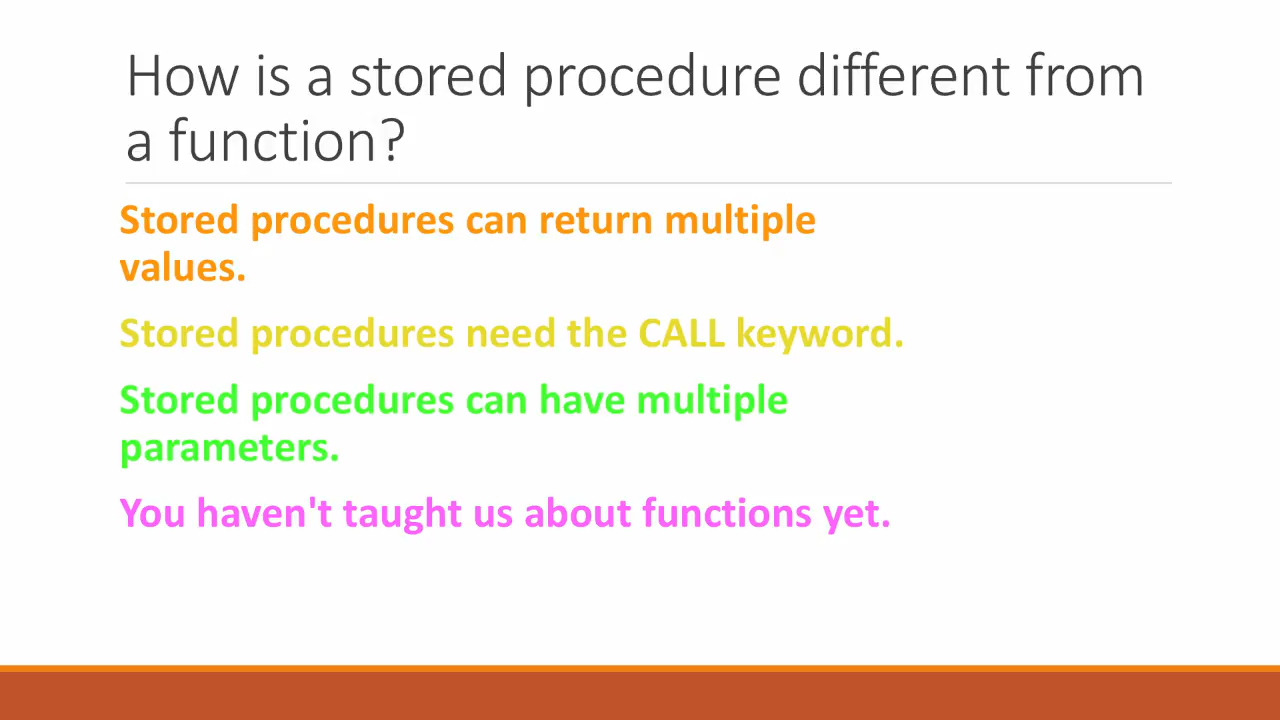 How is a stored procedure different from
a function?
Stored procedures can return multiple
values.
Stored procedures need the CALL keyword.
Stored procedures can have multiple
parameters.
You haven't taught us about functions yet.